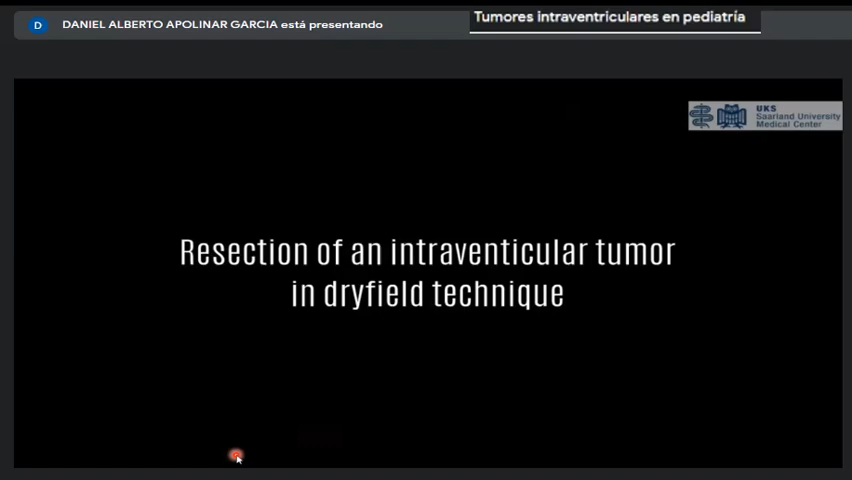 D DANIEL ALBERTO APOLINAR GARCIA está presentando
Tumores intraventriculares en pediatría
UKS
Saarland University
Medical Center
Resection of an intraventicular tumor
in dryfield technique